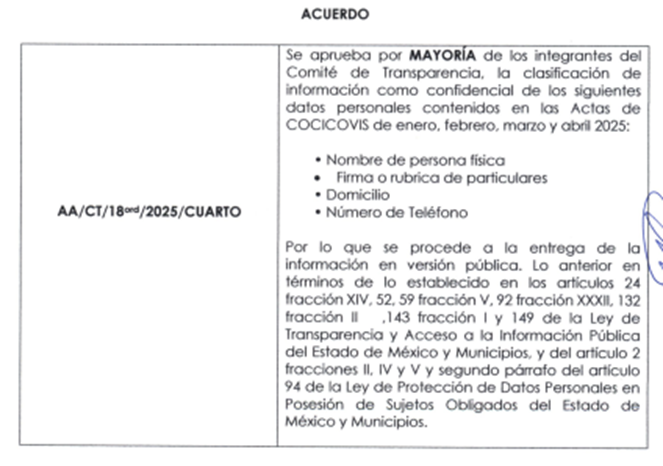 ACUERDO
AA/CT/18ord/2025/CUARTO
Se aprueba por MAYORÍA de los integrantes del
Comité de Transparencia, la clasificación de
información como confidencial de los siguientes
datos personales contenidos en las Actas de
COCICOVIS de enero, febrero, marzo y abril 2025:
• Nombre de persona física
• Firma o rubrica de particulares
• Domicilio
• Número de Teléfono
Por lo que se procede a la entrega de la
información en versión pública. Lo anterior en
términos de lo establecido en los artículos 24
fracción XIV, 52, 59 fracción V, 92 fracción XXXII, 132
fracción II ,143 fracción I y 149 de la Ley de
Transparencia y Acceso a la Información Pública
del Estado de México y Municipios, y del artículo 2
fracciones II, IV y V y segundo párrafo del artículo
94 de la Ley de Protección de Datos Personales en
Posesión de Sujetos Obligados del Estado de
México y Municipios.